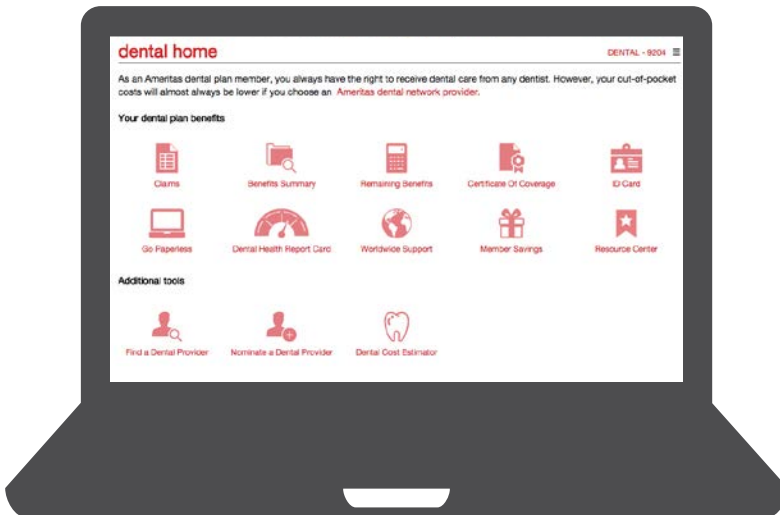 dental home
DENTAL - 9204
As an Ameritas dental plan member, you always have the right to receive dental care from any dentist. However, your out-of-pocket
costs will almost always be lower if you choose an Ameritas dental network provider.
Your dental plan benefits
Claims Benefits Summary Remaining Benefits Certificate Of Coverage ID Card
Go Paperless Dental Health Report Card Worldwide Support Member Savings Resource Center
Additional tools
Find a Dental Provider Nominate a Dental Provider Dental Cost Estimator